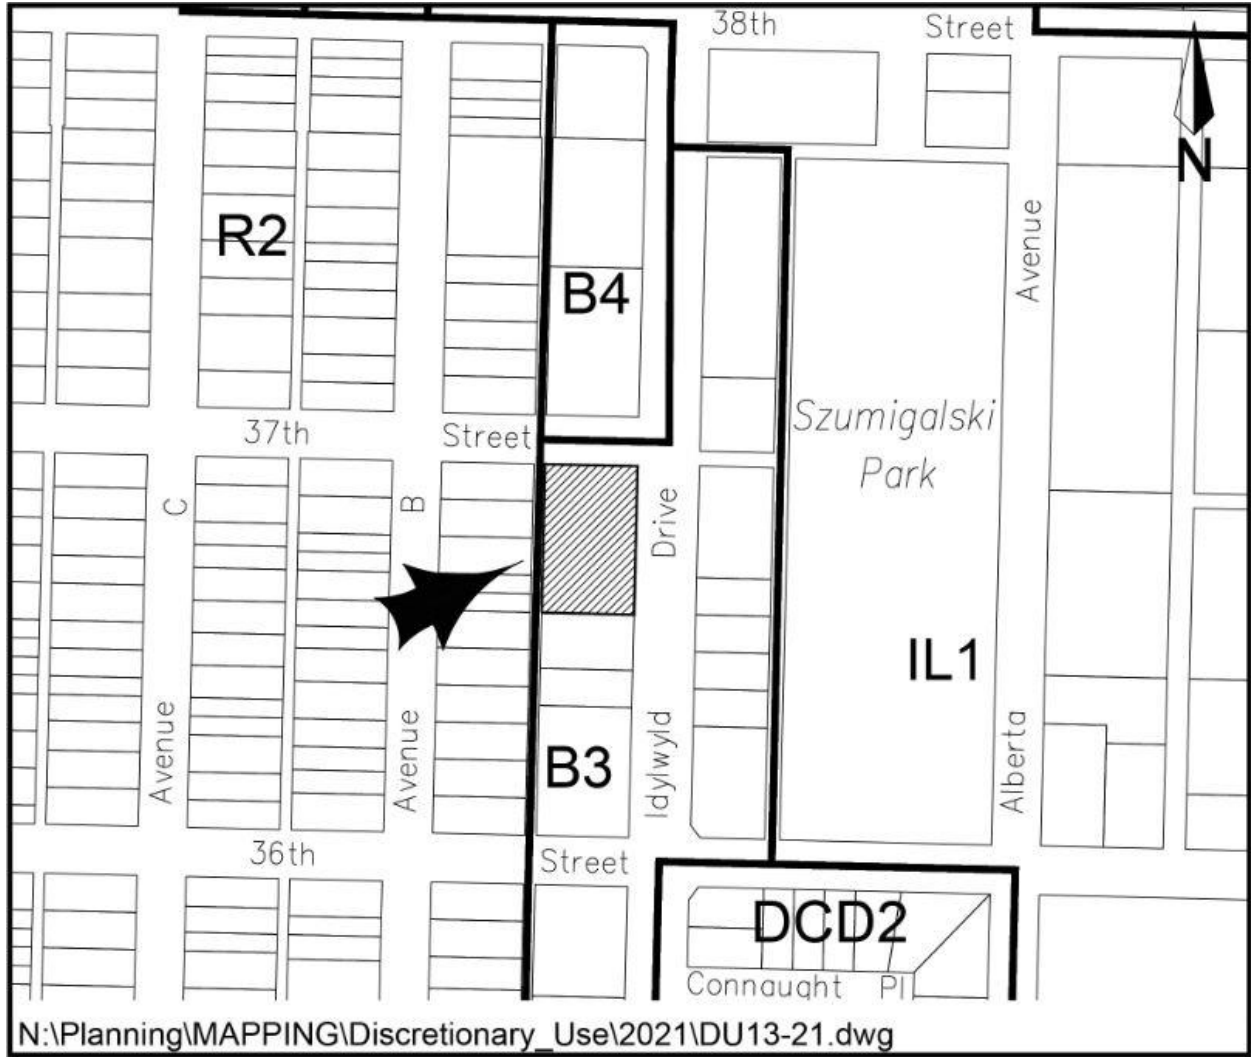 38th Street
N
Avenue
R2
B4
Szumigalski
Park
37th Street
C
B
Drive
IL1
Avenue
Avenue
Idylwyld
B3
Alberta
36th Street
DCD2
Connaught Pl
N:\Planning\MAPPING\Discretionary_Use\2021\DU13-21.dwg